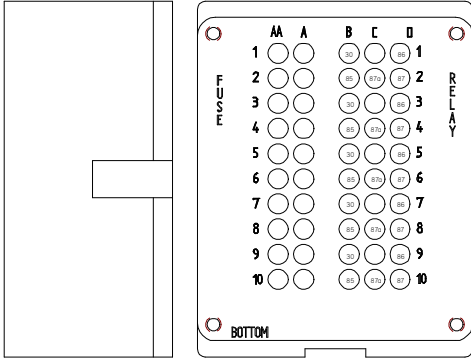 AA A B C D
1 30 86 1
2 85 87a 87 2
3 30 86 3
4 85 87a 87 4
5 30 86 5
6 85 87a 87 6
7 30 86 7
8 85 87a 87 8
9 30 86 9
10 85 87a 87 10
FUSE
RELAY
BOTTOM